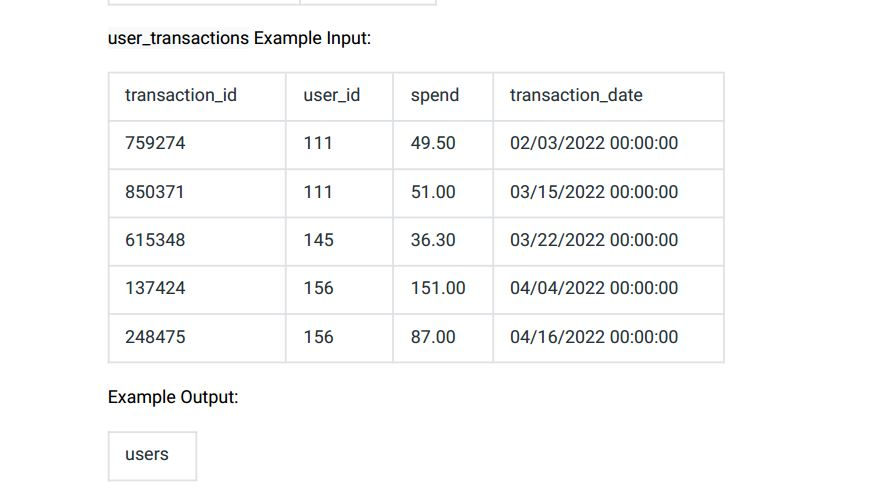 user_transactions Example Input:
transaction_id user_id spend transaction_date
759274 111 49.50 02/03/2022 00:00:00
850371 111 51.00 03/15/2022 00:00:00
615348 145 36.30 03/22/2022 00:00:00
137424 156 151.00 04/04/2022 00:00:00
248475 156 87.00 04/16/2022 00:00:00
Example Output:
users